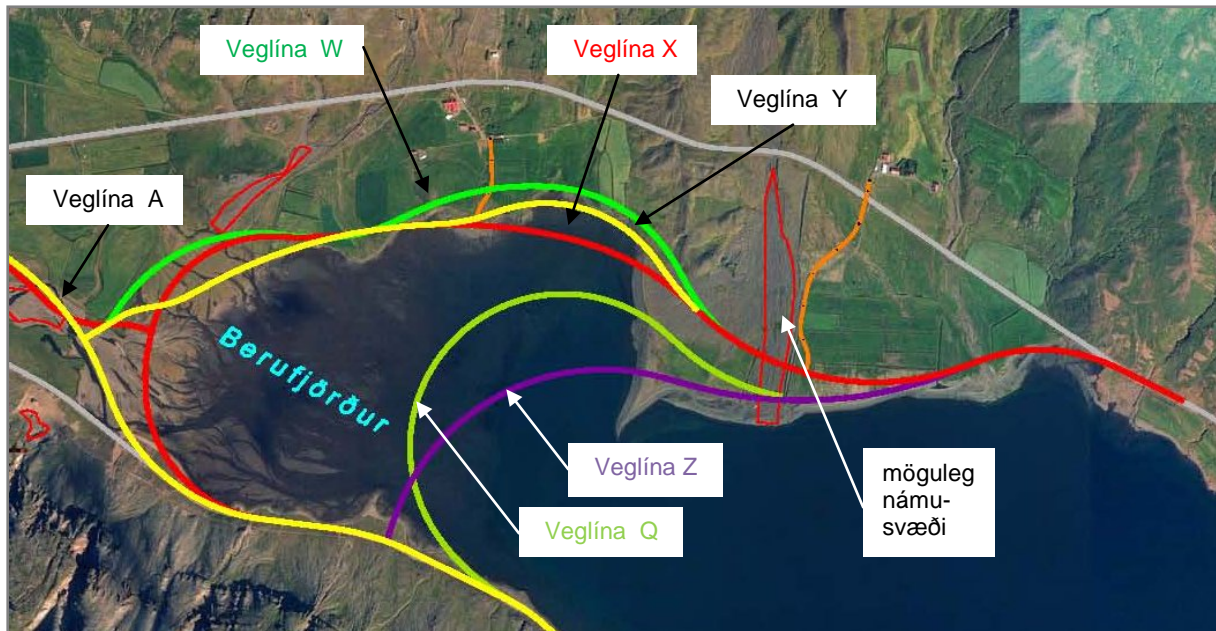 Veglína W
Veglína X
Veglína Y
Veglína A
Berufjörður
Veglína Z
Veglína Q
möguleg
námu-
svæði